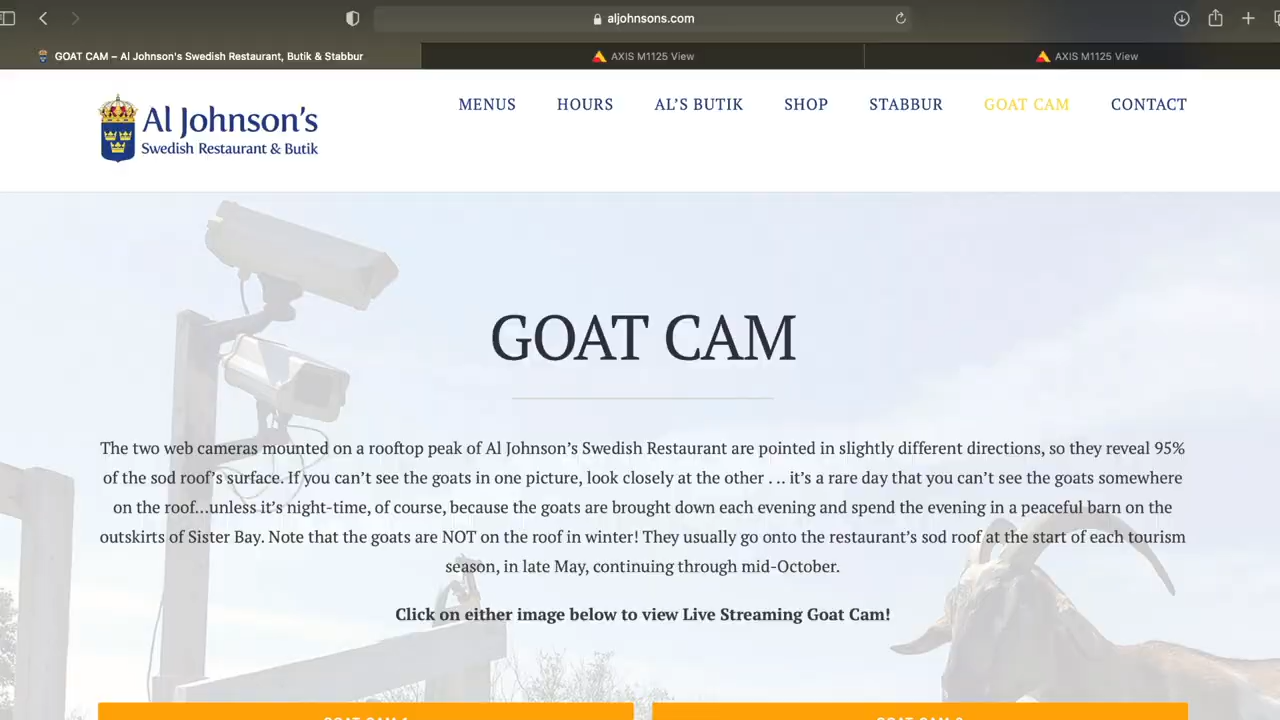 aljohnsons.com
GOAT CAM – Al Johnson's Swedish Restaurant, Butik & Stabbur
AXIS M1125 View
AXIS M1125 View
Al Johnson's
Swedish Restaurant & Butik
MENUS
HOURS
AL'S BUTIK
SHOP
STABBUR
GOAT CAM
CONTACT
GOAT CAM
The two web cameras mounted on a rooftop peak of Al Johnson's Swedish Restaurant are pointed in slightly different directions, so they reveal 95%
of the sod roof's surface. If you can't see the goats in one picture, look closely at the other . .. it's a rare day that you can't see the goats somewhere
on the roof...unless it's night-time, of course, because the goats are brought down each evening and spend the evening in a peaceful barn on the
outskirts of Sister Bay. Note that the goats are NOT on the roof in winter! They usually go onto the restaurant's sod roof at the start of each tourism
season, in late May, continuing through mid-October.
Click on either image below to view Live Streaming Goat Cam!